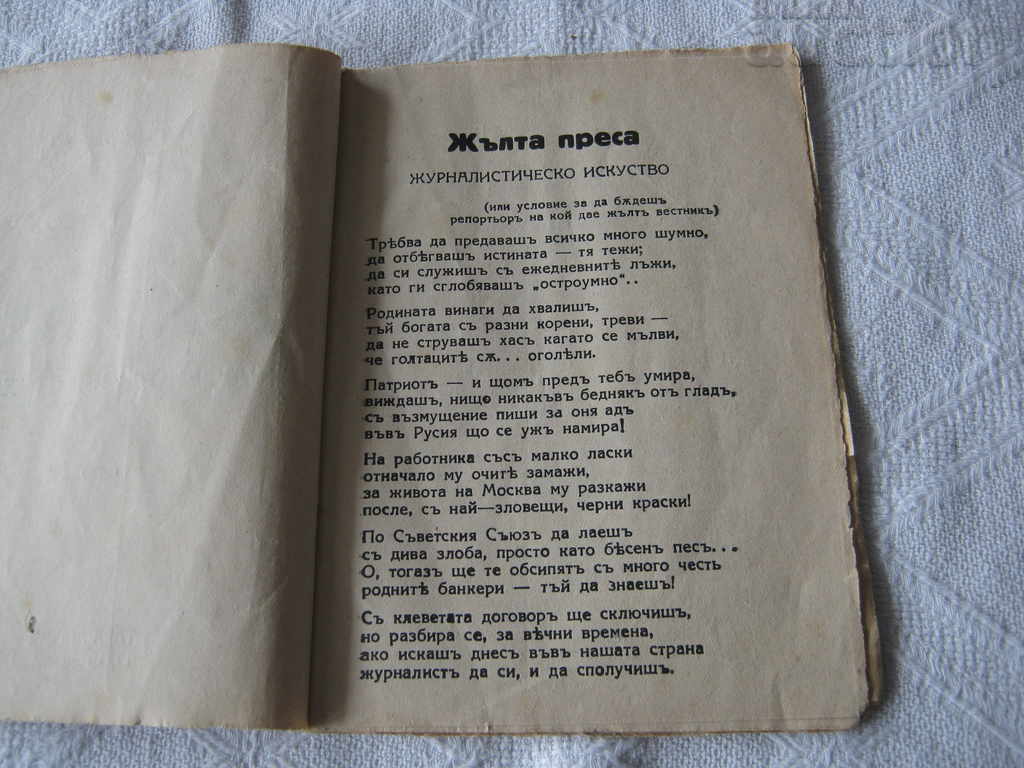 Жълта преса
ЖУРНАЛИСТИЧЕСКО ИСКУСТВО
(или условие за да бѫдешъ
репортьоръ на кой дае жълтъ вестникъ)
Трѣбва да предавашъ всичко много шумно,
да отбѣгвашъ истината — тя тежи;
да си служишъ съ ежедневнитѣ лъжи,
като ги сглобявашъ „остроумно“..
Родината винаги да хвалишъ,
тъй богата съ разни корени, треви —
да не струвашъ хасъ кагато се мълви,
че голтацитѣ сѫ... оголѣли.
Патриотъ — и щомъ предъ тебъ умира,
виждашъ, нищо никакъвъ беднякъ отъ гладъ,
съ възмущение пиши за оня адъ
въвъ Русия що се ужъ намира!
На работника със​ъ малко ласки
отначало му очитѣ замажи,
за живота на Москва му разкажи
после, съ най—зловещи, черни краски!
По Съветския Съюзъ да лаешъ
съ дива злоба, просто като бѣсенъ песъ...
О, тогазъ ще те обсипятъ съ много честь
роднитѣ банкери — тъй да знаешъ!
Съ клеветата договоръ ще сключишъ,
но разбира се, за вѣчни времена,
ако искашъ днесъ въвъ нашата страна
журналистъ да си, и да сполучишъ.